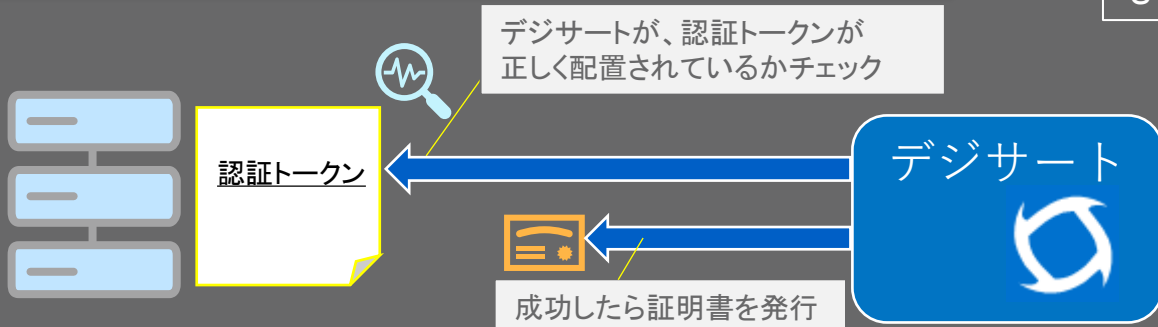 デジサートが、認証トークンが
正しく配置されているかチェック
認証トークン
デジサート
成功したら証明書を発行